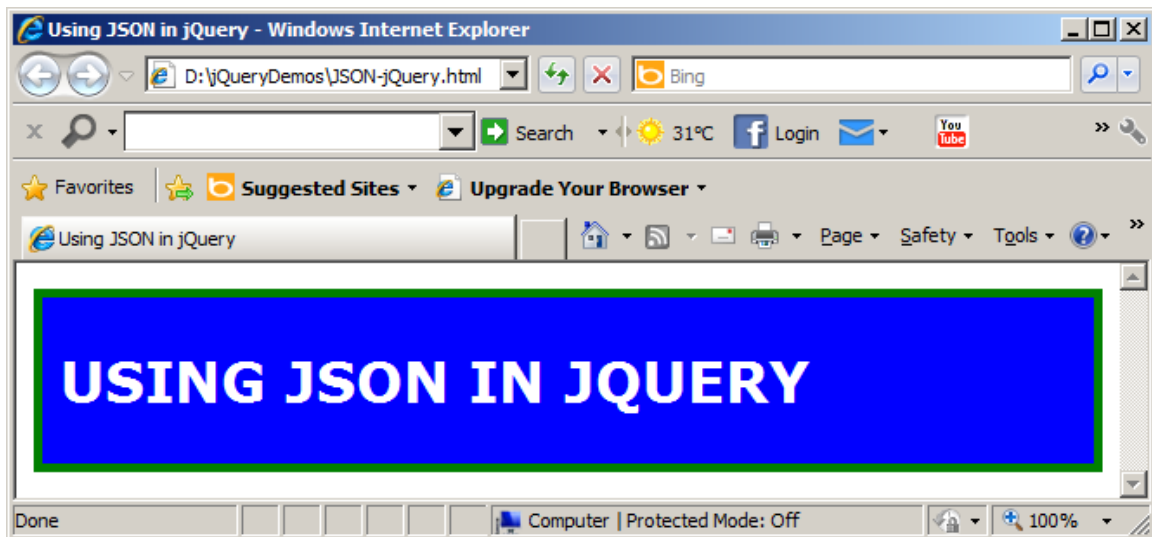 Using JSON in jQuery - Windows Internet Explorer
D:\jQueryDemos\JSON-jQuery.html
Bing
Search
31°C
Login
You
Tube
Favorites
Suggested Sites
Upgrade Your Browser
Using JSON in jQuery
Page
Safety
Tools
USING JSON IN JQUERY
Done
Computer | Protected Mode: Off
100%